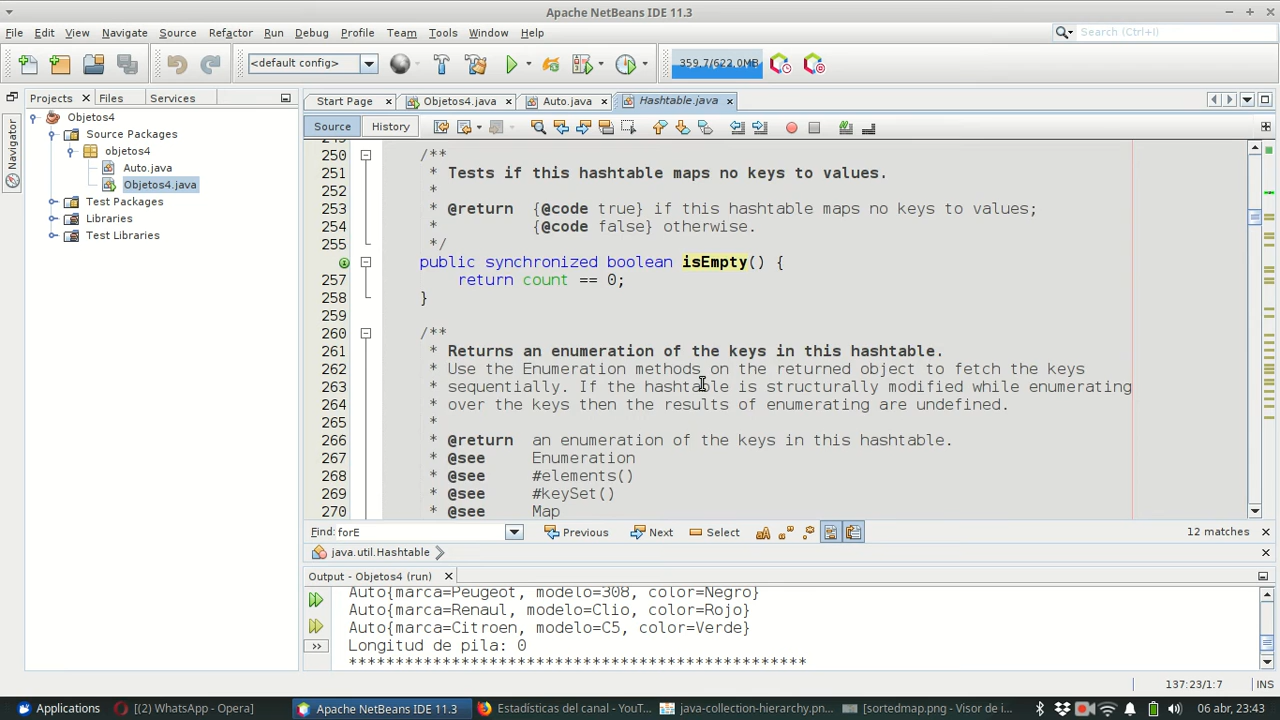 Apache NetBeans IDE 11.3
File Edit View Navigate Source Refactor Run Debug Profile Team Tools Window Help
Search (Ctrl+I)
<default config>
359.7/622.0MB
Projects Files Services
Start Page Objetos4.java Auto.java Hashtable.java
Navigator
Source History
Objetos4
Source Packages
objetos4
Auto.java
Objetos4.java
Test Packages
Libraries
Test Libraries
250 /**
251 * Tests if this hashtable maps no keys to values.
252 *
253 * @return {@code true} if this hashtable maps no keys to values;
254 * {@code false} otherwise.
255 */
public synchronized boolean isEmpty() {
257 return count == 0;
258 }
259
260 /**
261 * Returns an enumeration of the keys in this hashtable.
262 * Use the Enumeration methods on the returned object to fetch the keys
263 * sequentially. If the hashtable is structurally modified while enumerating
264 * over the keys then the results of enumerating are undefined.
265 *
266 * @return an enumeration of the keys in this hashtable.
267 * @see Enumeration
268 * @see #elements()
269 * @see #keySet()
270 * @see Map
Find: forE Previous Next Select 12 matches
java.util.Hashtable
Output - Objetos4 (run)
Auto{marca=Peugeot, modelo=308, color=Negro}
Auto{marca=Renaul, modelo=Clio, color=Rojo}
Auto{marca=Citroen, modelo=C5, color=Verde}
Longitud de pila: 0
*************************************************
137:23/1:7 INS
Applications [(2) WhatsApp - Opera] Apache NetBeans IDE 11.3 Estadísticas del canal - YouT... java-collection-hierarchy.pn... [sortedmap.png - Visor de i... 06 abr, 23:43